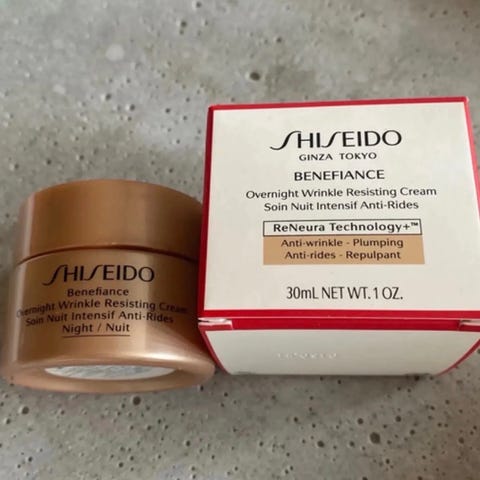 SHISEIDO
GINZA TOKYO
BENEFIANCE
Overnight Wrinkle Resisting Cream
Soin Nuit Intensif Anti-Rides
ReNeura Technology+™
Anti-wrinkle - Plumping
Anti-rides - Repulpant
30mL NET WT. 1 OZ.
SHISEIDO
Benefiance
Overnight Wrinkle Resisting Cream
Soin Nuit Intensif Anti-Rides
Night / Nuit